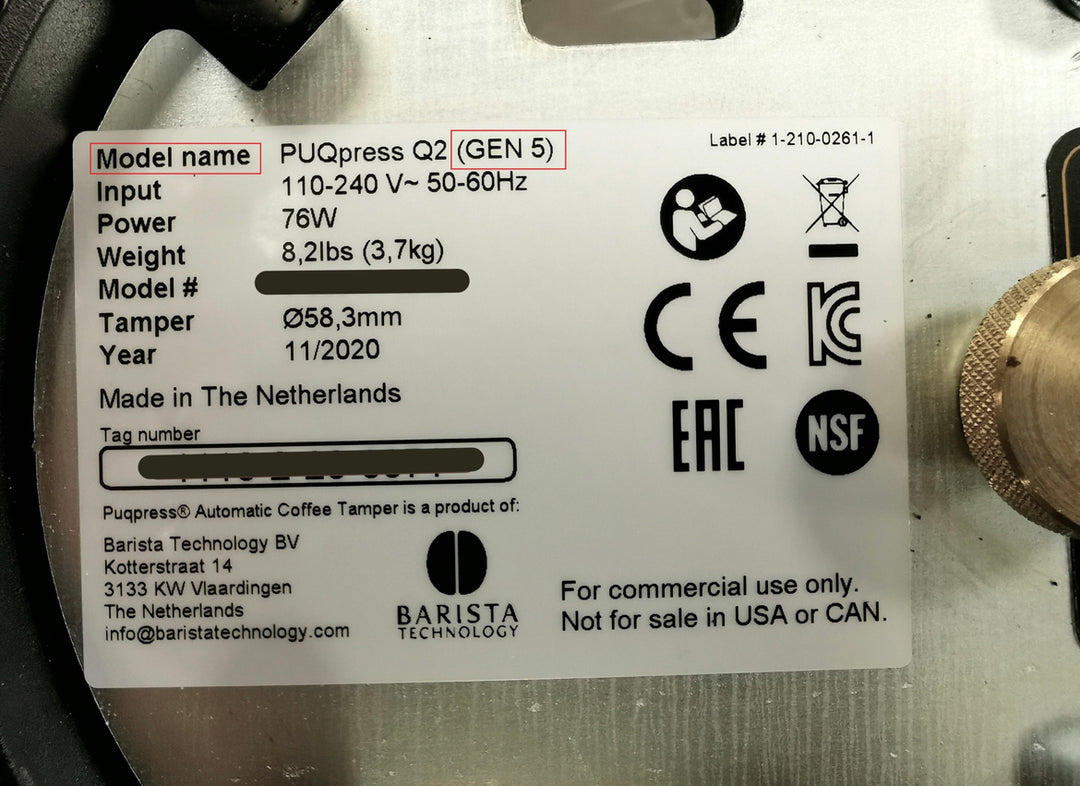 Label # 1-210-0261-1
Model name PUQpress Q2 (GEN 5)
Input 110-240 V~ 50-60Hz
Power 76W
Weight 8,2lbs (3,7kg)
Model #
Tamper Ø58,3mm
Year 11/2020
Made in The Netherlands
Tag number
Puqpress® Automatic Coffee Tamper is a product of:
Barista Technology BV
Kotterstraat 14
3133 KW Vlaardingen
The Netherlands
info@baristatechnology.com
BARISTA
TECHNOLOGY
CE
KC
EAC
NSF
For commercial use only.
Not for sale in USA or CAN.